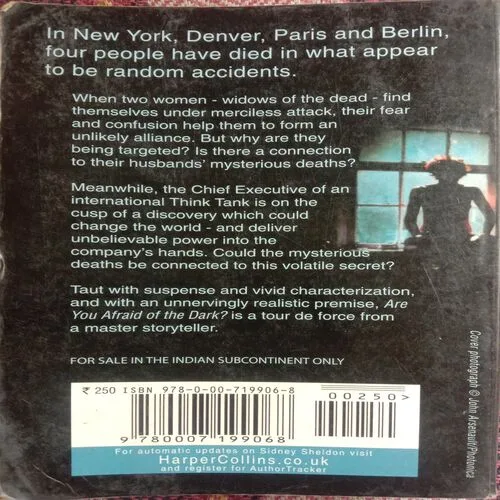 In New York, Denver, Paris and Berlin,
four people have died in what appear
to be random accidents.
When two women - widows of the dead - find
themselves under merciless attack, their fear
and confusion help them to form an
unlikely alliance. But why are they
being targeted? Is there a connection
to their husbands' mysterious deaths?
Meanwhile, the Chief Executive of an
international Think Tank is on the
cusp of a discovery which could
change the world - and deliver
unbelievable power into the
company's hands. Could the mysterious
deaths be connected to this volatile secret?
Taut with suspense and vivid characterization,
and with an unnervingly realistic premise, Are
You Afraid of the Dark? is a tour de force from
a master storyteller.
FOR SALE IN THE INDIAN SUBCONTINENT ONLY
Cover photograph © John Arsenault/Photonica
₹ 250 ISBN 978-0-00-719906-8
00250>
9 780007 199068
For automatic updates on Sidney Sheldon visit
HarperCollins.co.uk
and register for AuthorTracker